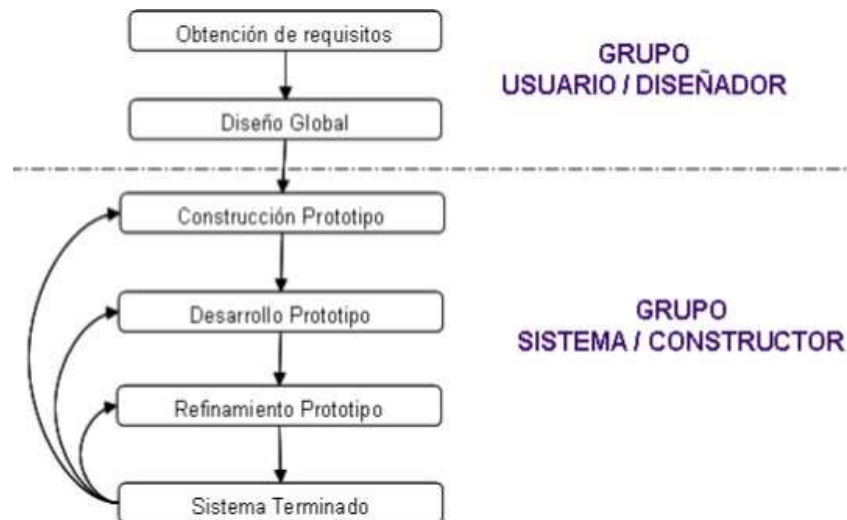 Obtención de requisitos
GRUPO
USUARIO / DISEÑADOR
Diseño Global
Construcción Prototipo
Desarrollo Prototipo
GRUPO
SISTEMA / CONSTRUCTOR
Refinamiento Prototipo
Sistema Terminado